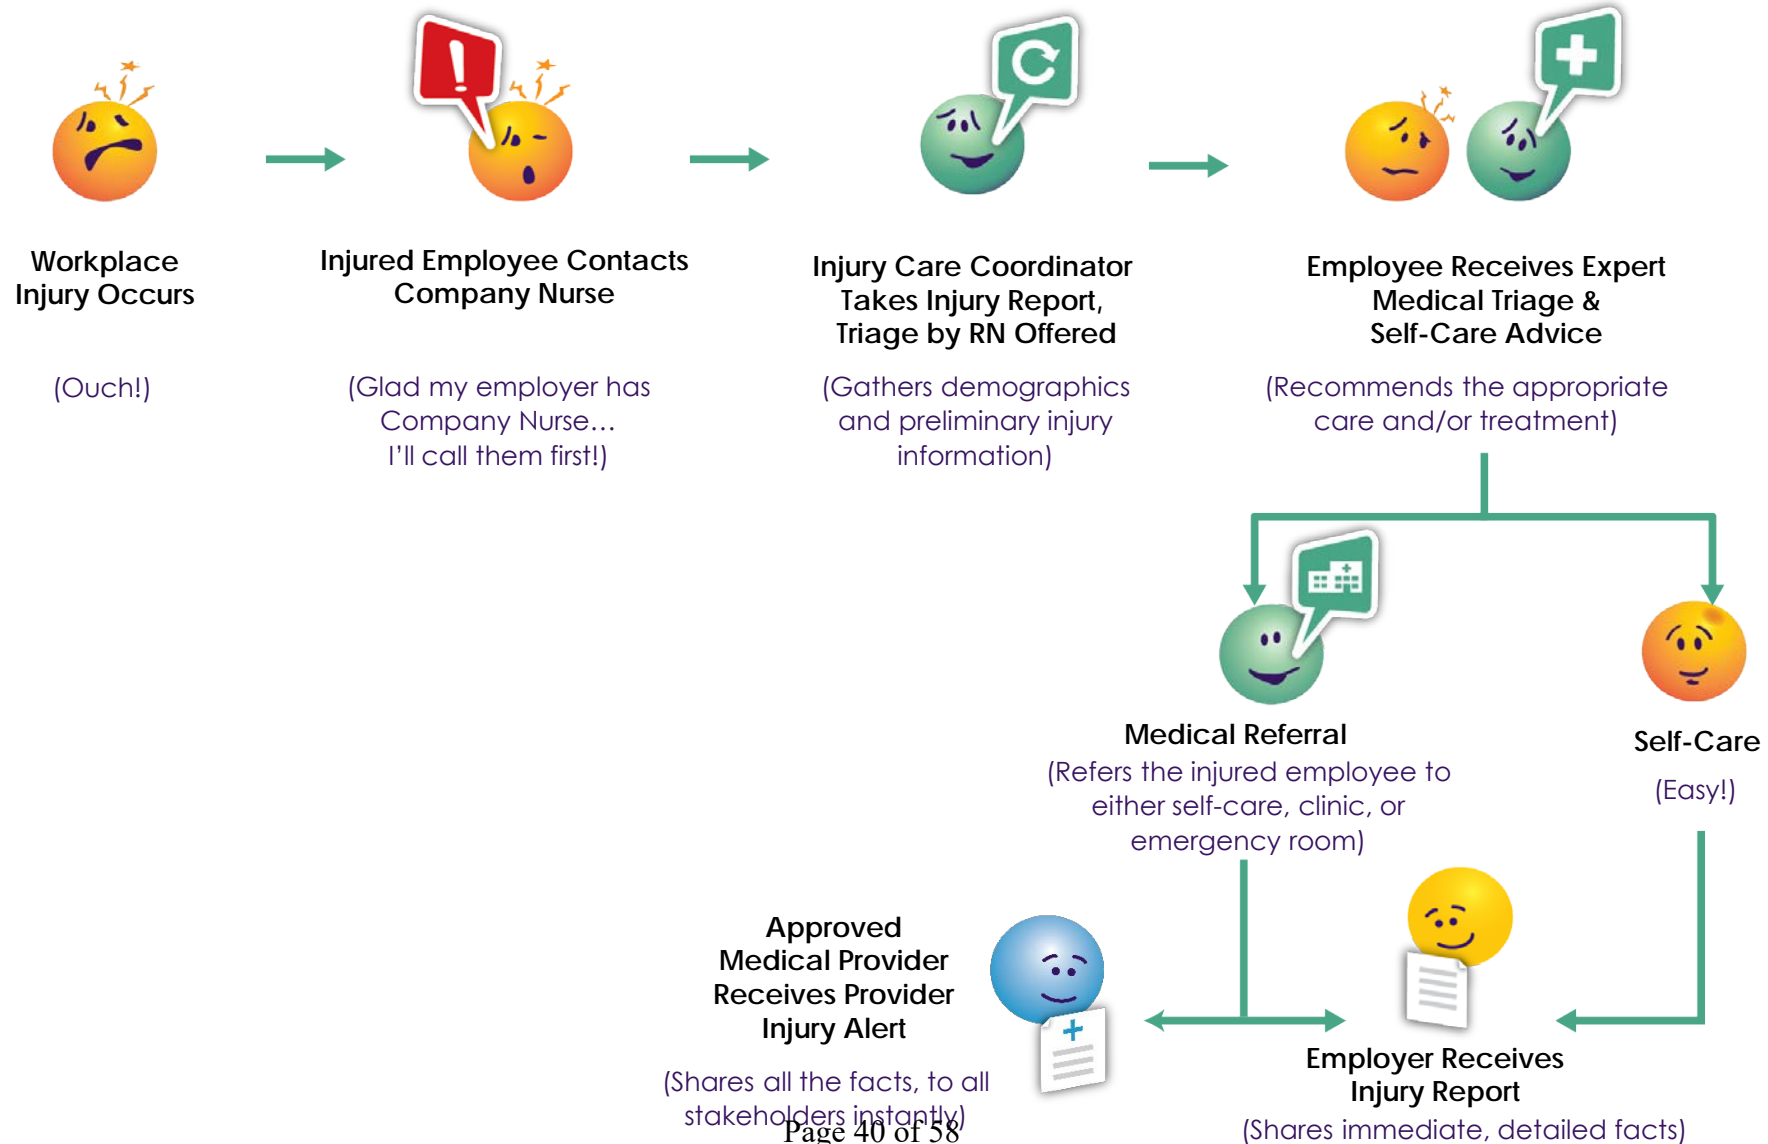 Workplace
Injury Occurs
(Ouch!)
Injured Employee Contacts
Company Nurse
(Glad my employer has
Company Nurse…
I'll call them first!)
Injury Care Coordinator
Takes Injury Report,
Triage by RN Offered
(Gathers demographics
and preliminary injury
information)
Employee Receives Expert
Medical Triage &
Self-Care Advice
(Recommends the appropriate
care and/or treatment)
Medical Referral
(Refers the injured employee to
either self-care, clinic, or
emergency room)
Self-Care
(Easy!)
Approved
Medical Provider
Receives Provider
Injury Alert
(Shares all the facts, to all
stakeholders instantly)
Employer Receives
Injury Report
(Shares immediate, detailed facts)
Page 40 of 58